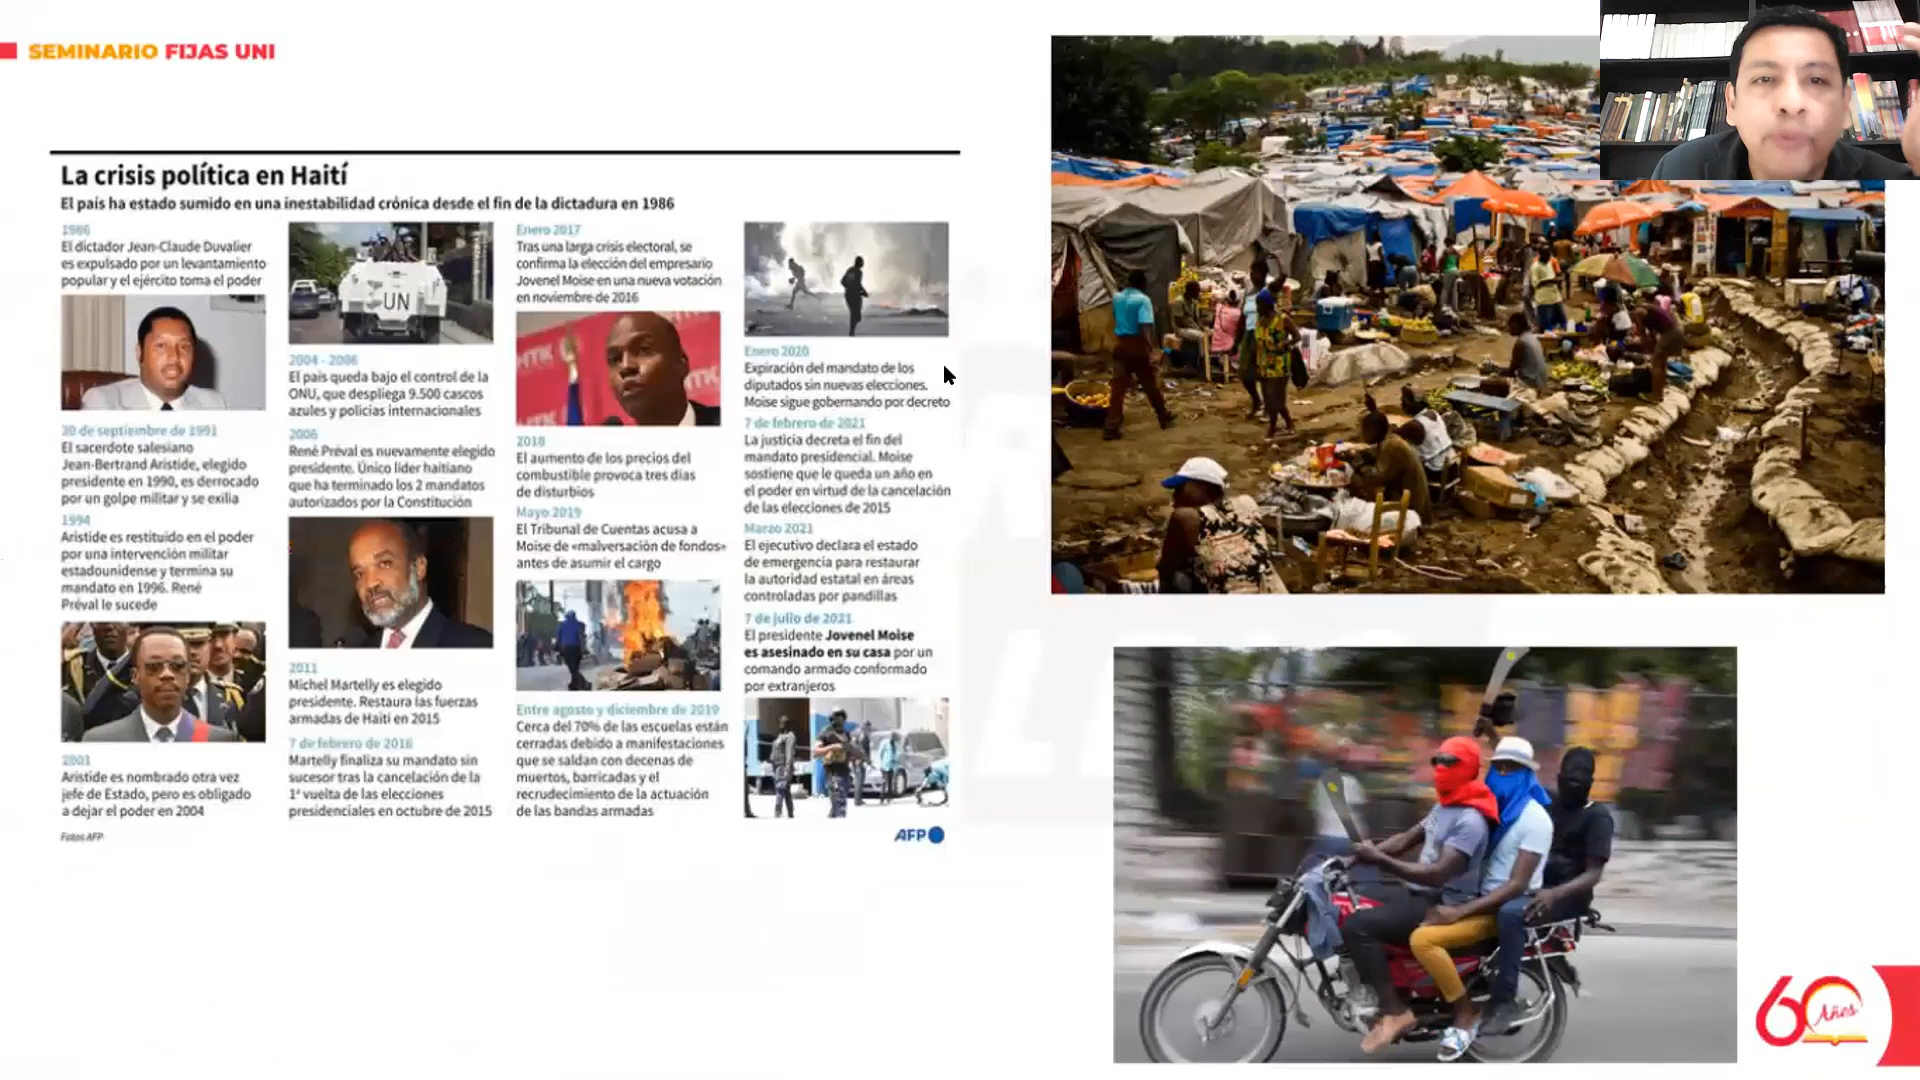 SEMINARIO FIJAS UNI
La crisis política en Haití
El país ha estado sumido en una inestabilidad crónica desde el fin de la dictadura en 1986
1986
El dictador Jean-Claude Duvalier
es expulsado por un levantamiento
popular y el ejército toma el poder
30 de septiembre de 1991
El sacerdote salesiano
Jean-Bertrand Aristide, elegido
presidente en 1990, es derrocado
por un golpe militar y se exilia
1994
Aristide es restituido en el poder
por una intervención militar
estadounidense y termina su
mandato en 1996. René
Préval le sucede
2001
Aristide es nombrado otra vez
jefe de Estado, pero es obligado
a dejar el poder en 2004
Fotos AFP
UN
2004 - 2006
El país queda bajo el control de la
ONU, que despliega 9.500 cascos
azules y policías internacionales
2006
René Préval es nuevamente elegido
presidente. Único líder haitiano
que ha terminado los 2 mandatos
autorizados por la Constitución
2011
Michel Martelly es elegido
presidente. Restaura las fuerzas
armadas de Haití en 2015
7 de febrero de 2016
Martelly finaliza su mandato sin
sucesor tras la cancelación de la
1ª vuelta de las elecciones
presidenciales en octubre de 2015
Enero 2017
Tras una larga crisis electoral, se
confirma la elección del empresario
Jovenel Moise en una nueva votación
en noviembre de 2016
2018
El aumento de los precios del
combustible provoca tres días
de disturbios
Mayo 2019
El Tribunal de Cuentas acusa a
Moise de «malversación de fondos»
antes de asumir el cargo
Entre agosto y diciembre de 2019
Cerca del 70% de las escuelas están
cerradas debido a manifestaciones
que se saldan con decenas de
muertos, barricadas y el
recrudecimiento de la actuación
de las bandas armadas
Enero 2020
Expiración del mandato de los
diputados sin nuevas elecciones.
Moise sigue gobernando por decreto
7 de febrero de 2021
La justicia decreta el fin del
mandato presidencial. Moise
sostiene que le queda un año en
el poder en virtud de la cancelación
de las elecciones de 2015
Marzo 2021
El ejecutivo declara el estado
de emergencia para restaurar
la autoridad estatal en áreas
controladas por pandillas
7 de julio de 2021
El presidente Jovenel Moise
es asesinado en su casa por un
comando armado conformado
por extranjeros
AFP
60 Años